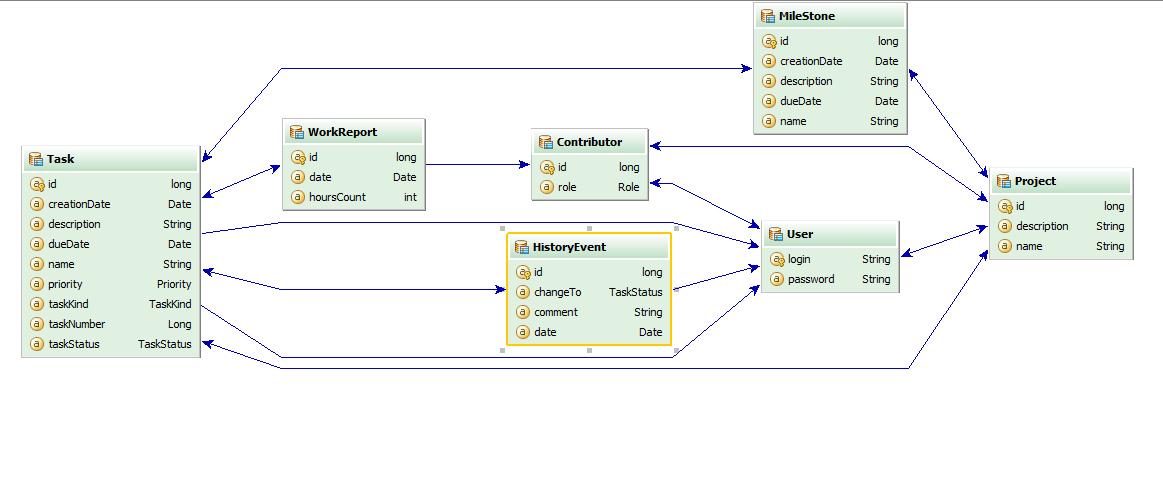 MileStone
id long
creationDate Date
description String
dueDate Date
name String
WorkReport
id long
date Date
hoursCount int
Contributor
id long
role Role
Task
id long
creationDate Date
description String
dueDate Date
name String
priority Priority
taskKind TaskKind
taskNumber Long
taskStatus TaskStatus
Project
id long
description String
name String
User
login String
password String
HistoryEvent
id long
changeTo TaskStatus
comment String
date Date